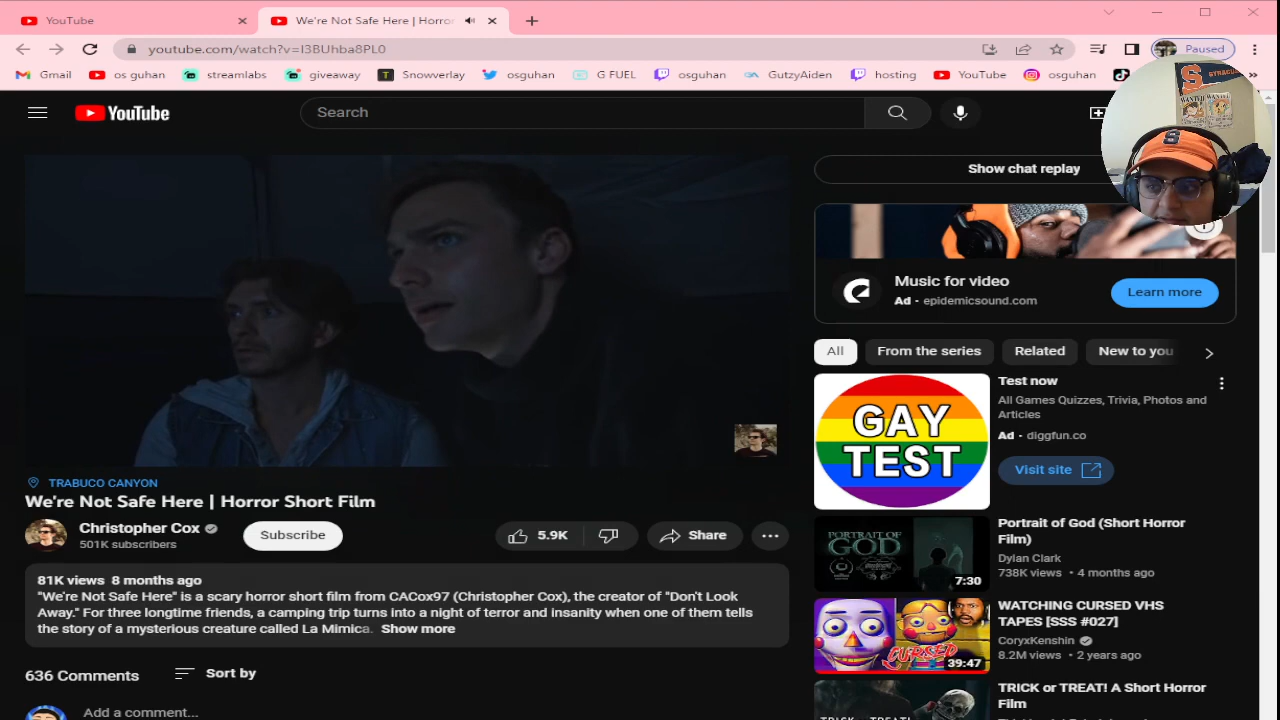 YouTube
We're Not Safe Here | Horror
youtube.com/watch?v=I3BUhba8PL0
Paused
Gmail
os guhan
streamlabs
giveaway
Snowverlay
osguhan
G FUEL
osguhan
GutzyAiden
hosting
YouTube
osguhan
YouTube
Search
SYRACUS
WANTED WANTED
Show chat replay
Music for video
Ad · epidemicsound.com
Learn more
All
From the series
Related
New to you
GAY
TEST
Test now
All Games Quizzes, Trivia, Photos and
Articles
Ad · diggfun.co
Visit site
TRABUCO CANYON
We're Not Safe Here | Horror Short Film
Christopher Cox
501K subscribers
Subscribe
5.9K
Share
81K views 8 months ago
"We're Not Safe Here" is a scary horror short film from CACox97 (Christopher Cox), the creator of "Don't Look
Away." For three longtime friends, a camping trip turns into a night of terror and insanity when one of them tells
the story of a mysterious creature called La Mimica. Show more
636 Comments
Sort by
Add a comment...
PORTRAIT OF
GOD
7:30
Portrait of God (Short Horror
Film)
Dylan Clark
738K views • 4 months ago
CURSED
39:47
WATCHING CURSED VHS
TAPES [SSS #027]
CoryxKenshin
8.2M views • 2 years ago
TRICK or TREAT! A Short Horror
Film